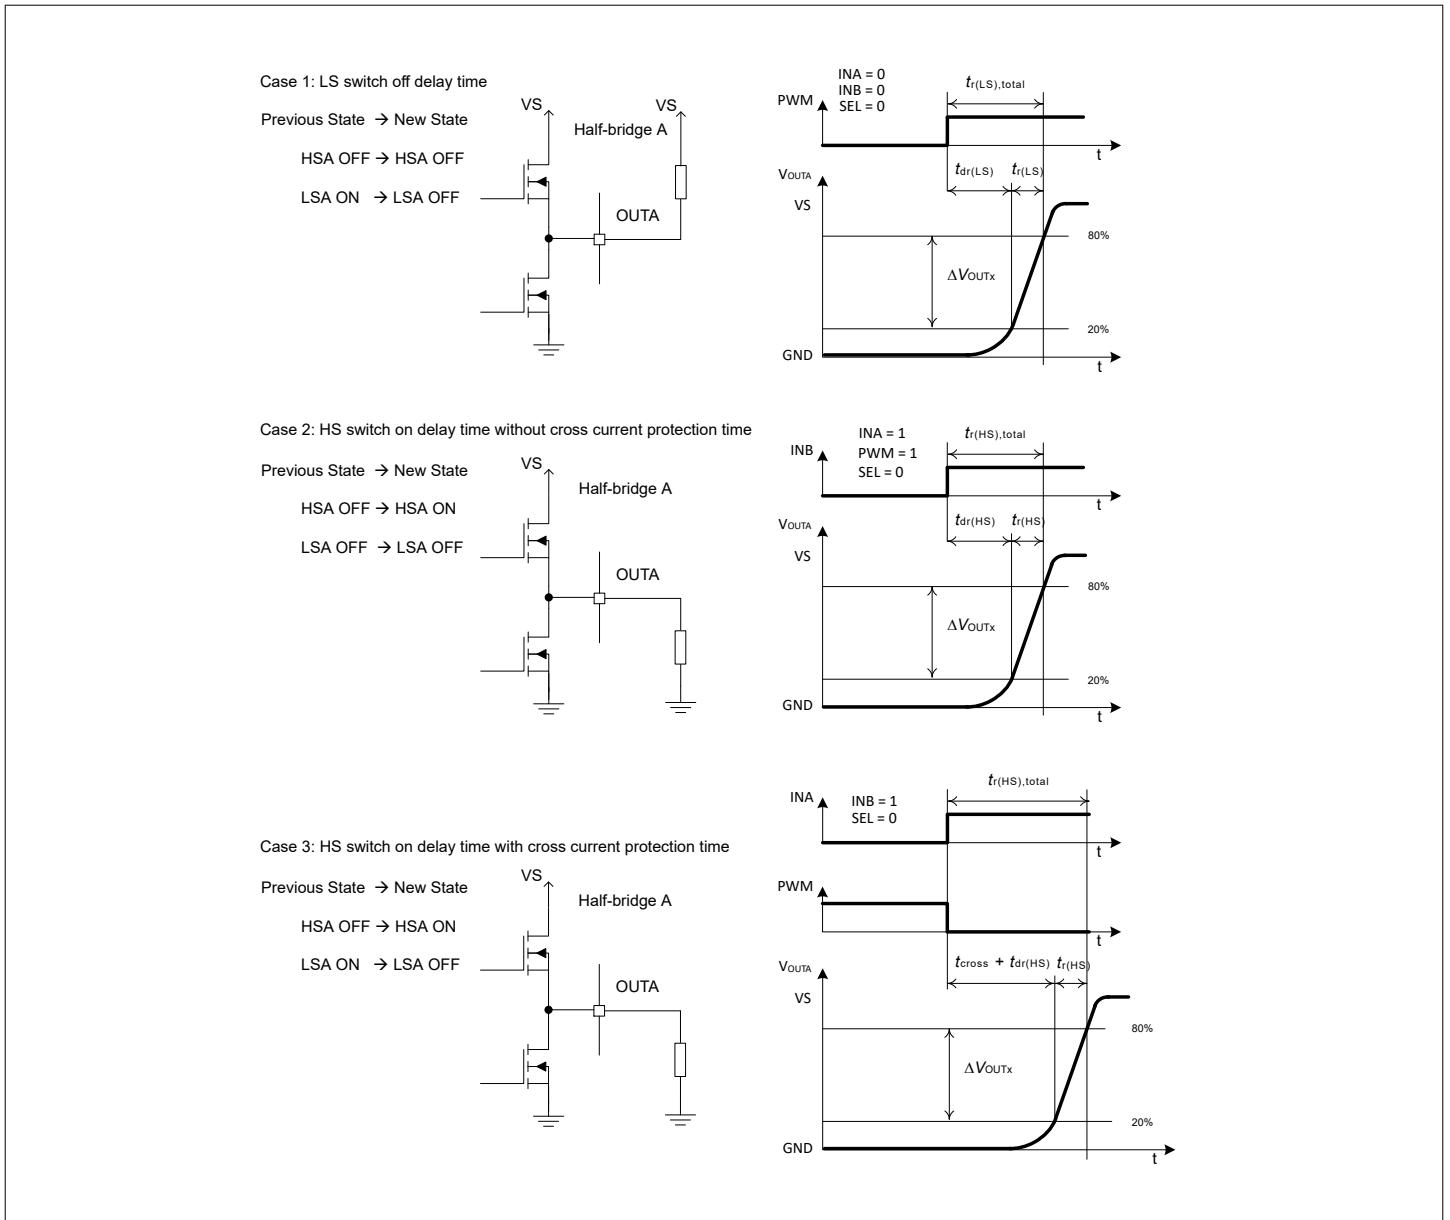 Case 1: LS switch off delay time
Previous State → New State
HSA OFF → HSA OFF
LSA ON → LSA OFF
VS
VS
Half-bridge A
OUTA
INA = 0
INB = 0
SEL = 0
tr(LS),total
PWM
t
tdr(LS)
tr(LS)
VOUTA
VS
80%
ΔVOUTx
20%
GND
t
Case 2: HS switch on delay time without cross current protection time
Previous State → New State
HSA OFF → HSA ON
LSA OFF → LSA OFF
VS
Half-bridge A
OUTA
INA = 1
PWM = 1
SEL = 0
tr(HS),total
INB
t
tdr(HS)
tr(HS)
VOUTA
VS
80%
ΔVOUTx
20%
GND
t
Case 3: HS switch on delay time with cross current protection time
Previous State → New State
HSA OFF → HSA ON
LSA ON → LSA OFF
VS
Half-bridge A
OUTA
tr(HS),total
INA
INB = 1
SEL = 0
t
PWM
t
tcross + tdr(HS)
tr(HS)
VOUTA
VS
80%
ΔVOUTx
20%
GND
t